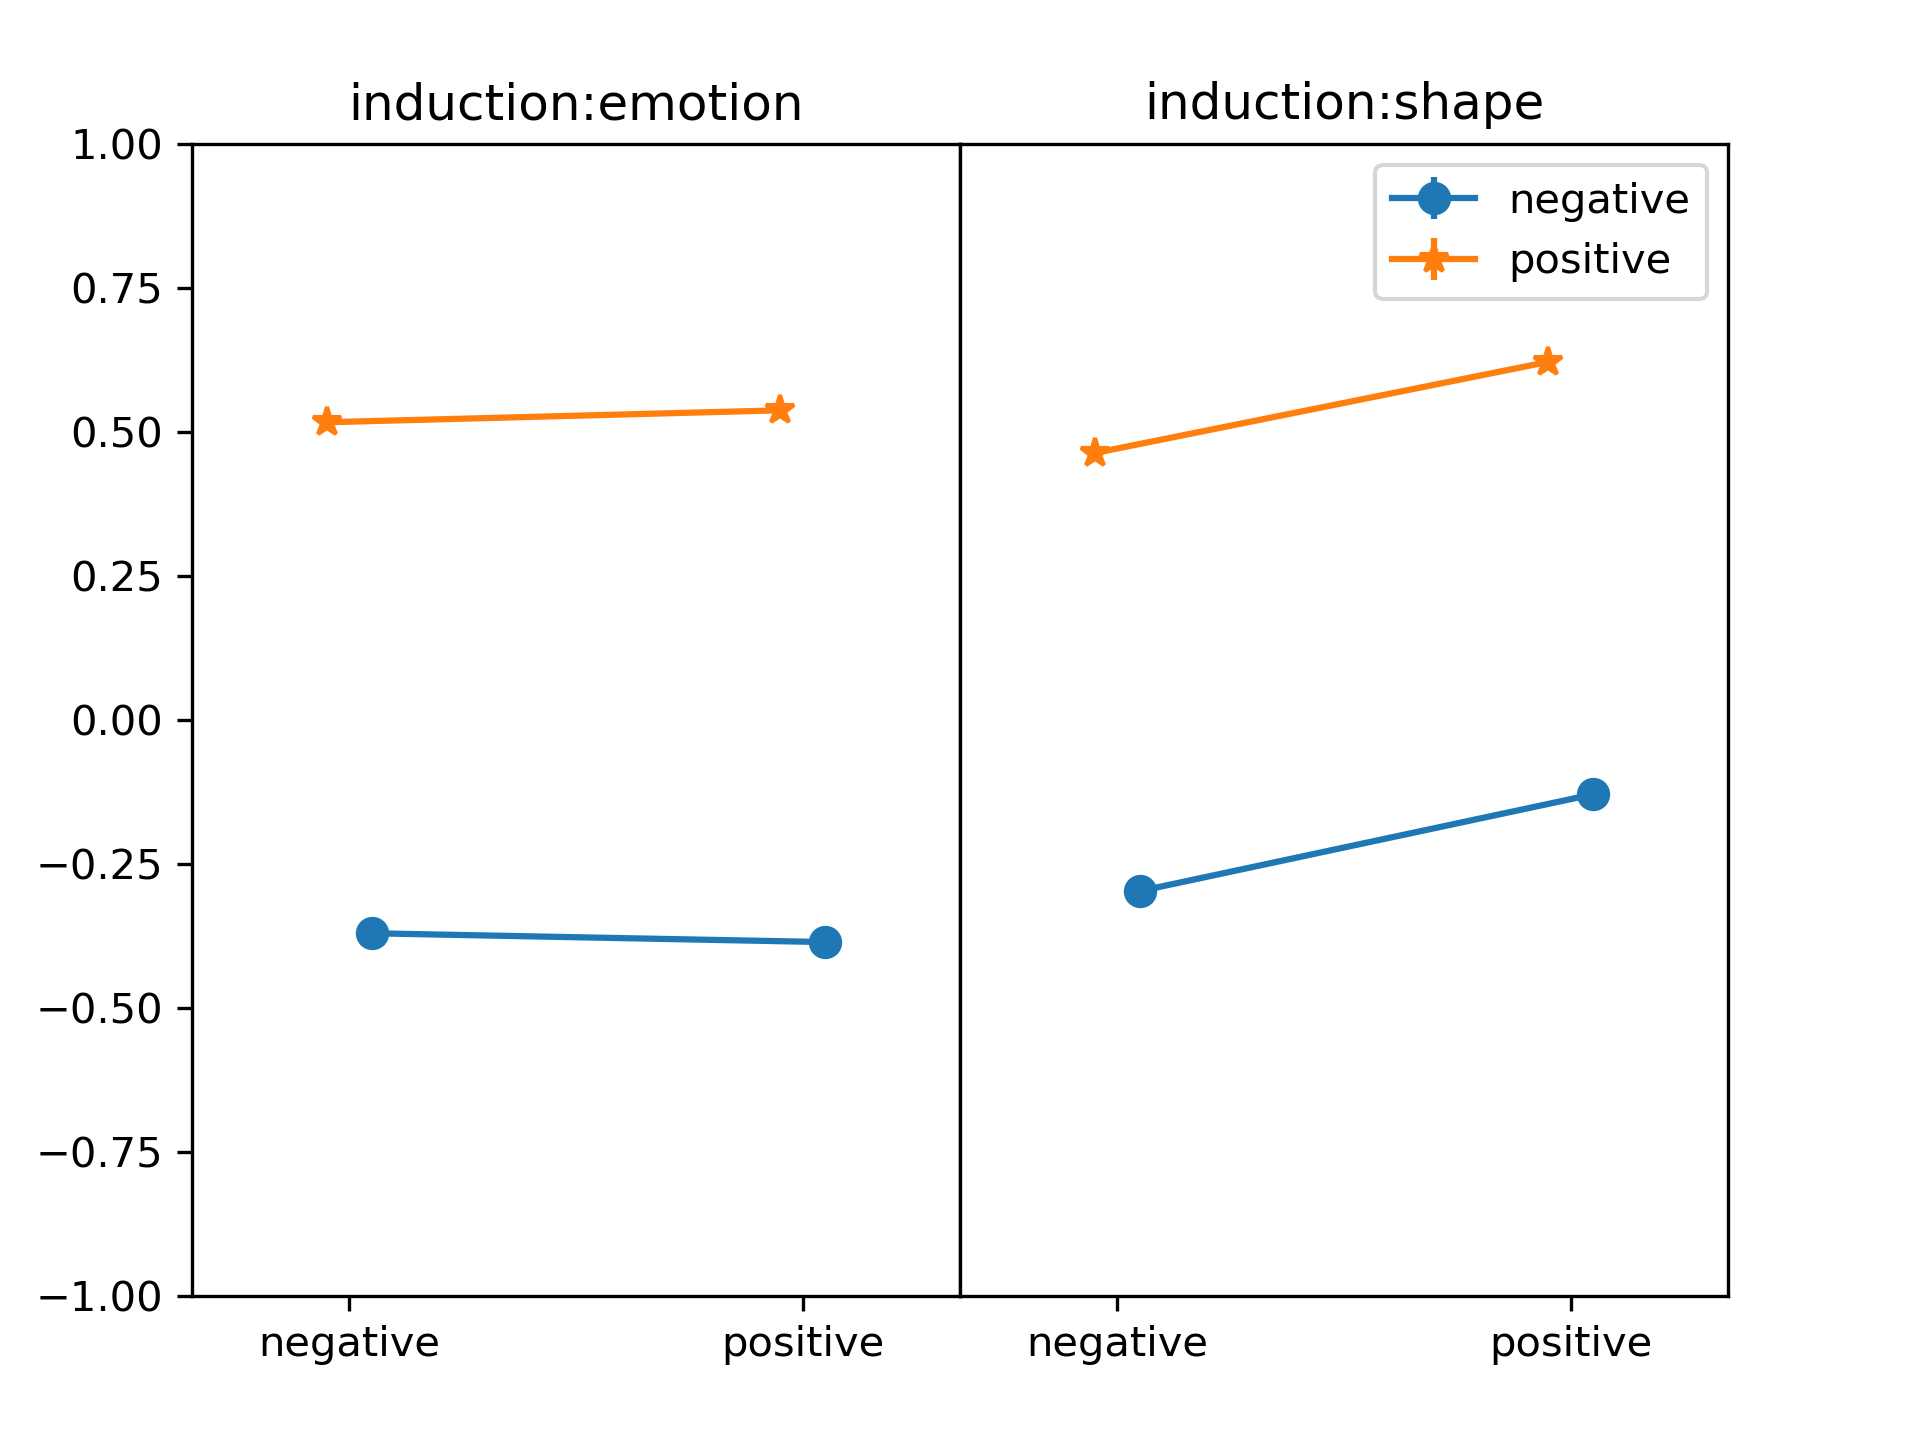 induction:emotion
induction:shape
1.00
0.75
0.50
0.25
0.00
−0.25
−0.50
−0.75
−1.00
negative
positive
negative
positive
negative
positive